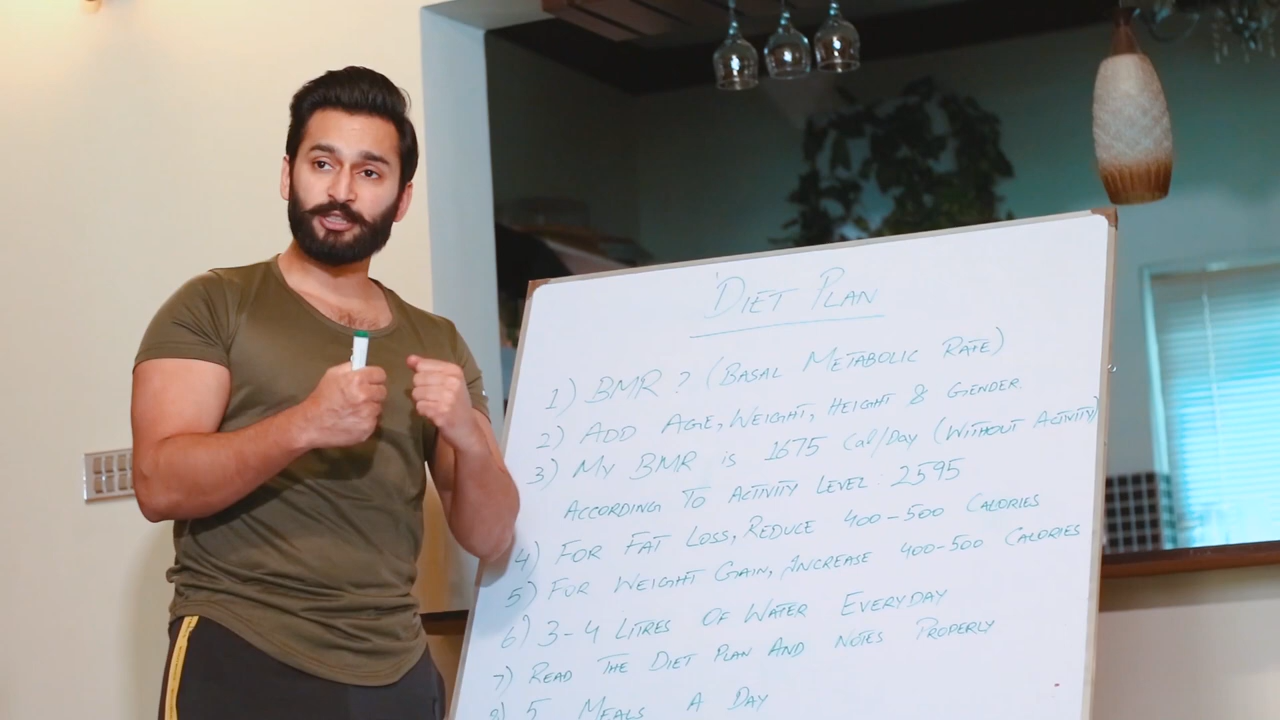 DIET PLAN
1) BMR ? (BASAL METABOLIC RATE)
2) ADD AGE, WEIGHT, HEIGHT & GENDER
3) MY BMR is 1675 Cal/Day (WITHOUT ACTIVITY)
ACCORDING TO ACTIVITY LEVEL : 2595
4) FOR FAT LOSS, REDUCE 400-500 CALORIES
5) FOR WEIGHT GAIN, INCREASE 400-500 CALORIES
6) 3-4 LITRES OF WATER EVERYDAY
7) READ THE DIET PLAN AND NOTES PROPERLY
8) 5 MEALS A DAY